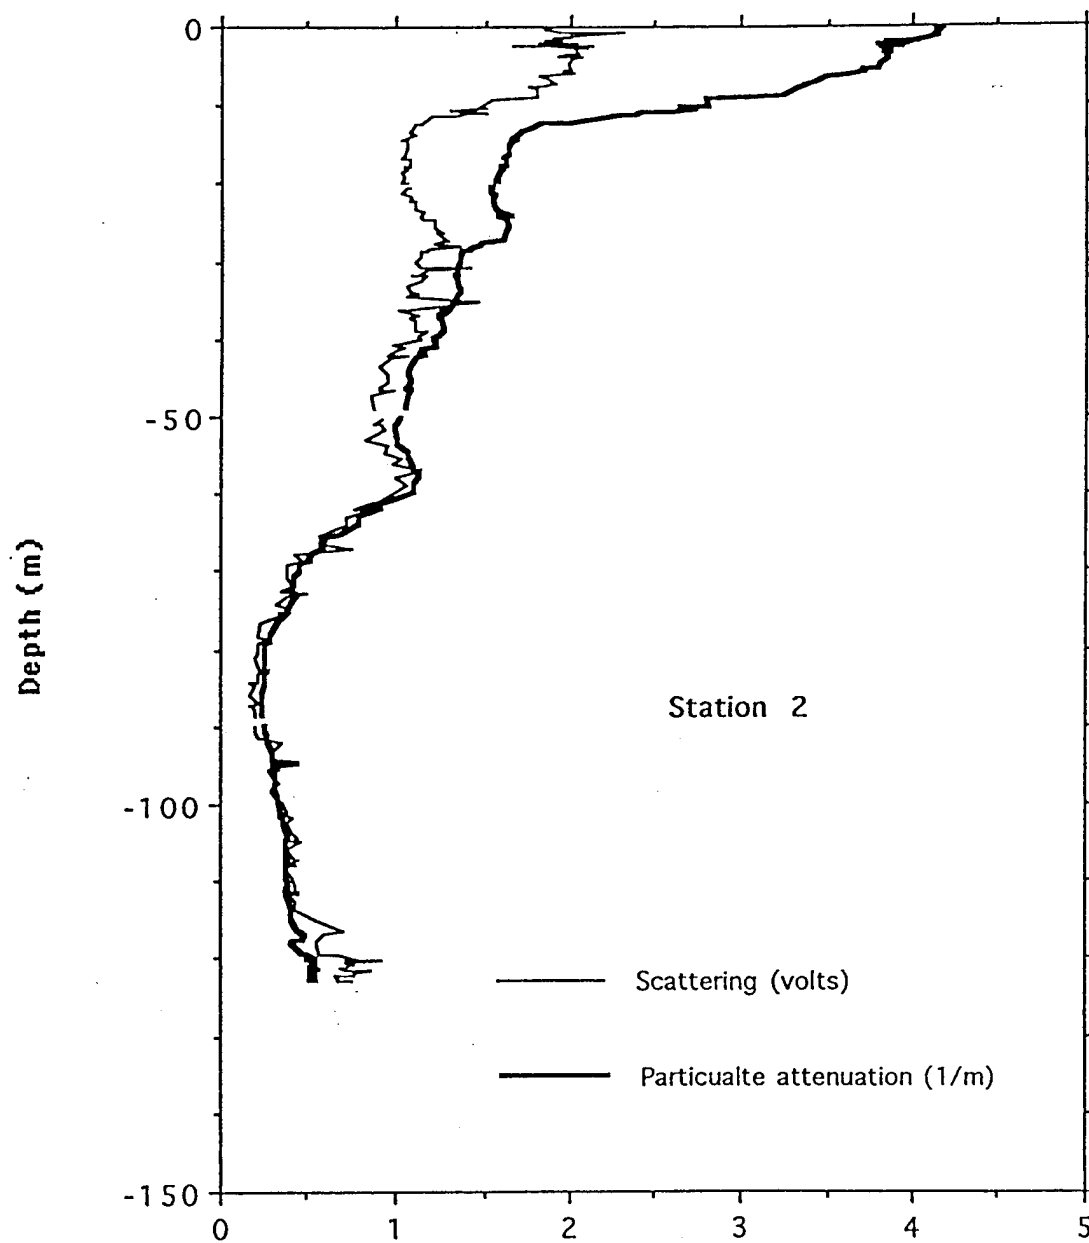 -0
-50
Depth (m)
Station 2
-100
Scattering (volts)
Particualte attenuation (1/m)
-150
0 1 2 3 4 5